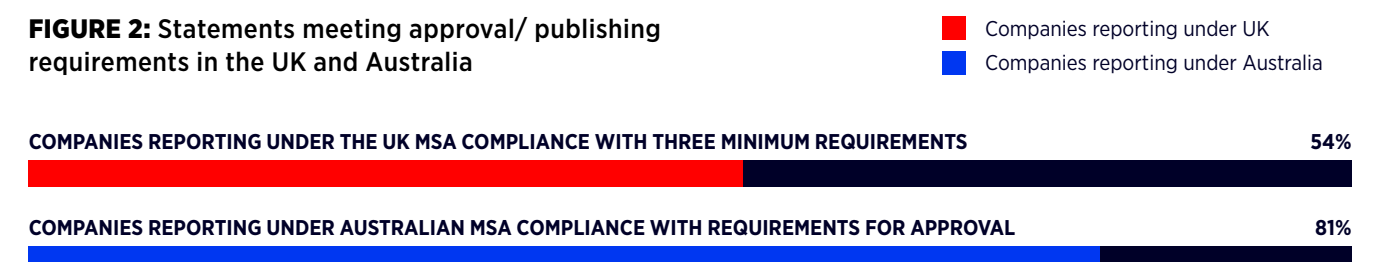 FIGURE 2: Statements meeting approval/ publishing
requirements in the UK and Australia
Companies reporting under UK
Companies reporting under Australia
COMPANIES REPORTING UNDER THE UK MSA COMPLIANCE WITH THREE MINIMUM REQUIREMENTS 54%
COMPANIES REPORTING UNDER AUSTRALIAN MSA COMPLIANCE WITH REQUIREMENTS FOR APPROVAL 81%